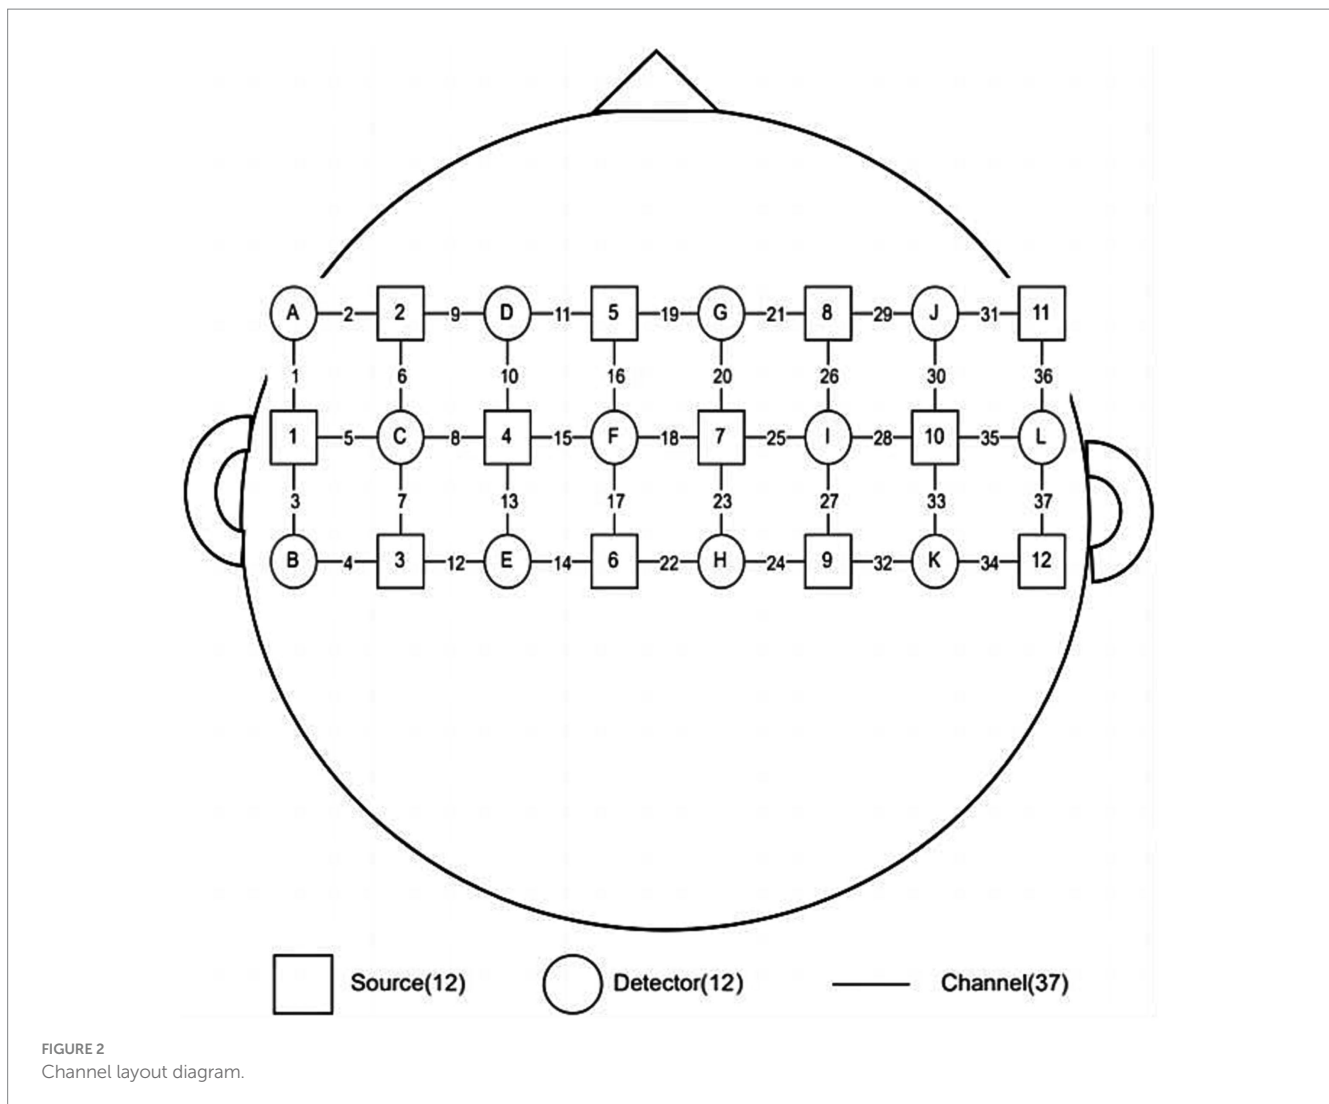 A 2 2 9 D 11 5 19 G 21 8 29 J 31 11
1 6 10 16 20 26 30 36
1 5 C 8 4 15 F 18 7 25 I 28 10 35 L
3 7 13 17 23 27 33 37
B 4 3 12 E 14 6 22 H 24 9 32 K 34 12
Source(12) Detector(12) Channel(37)
FIGURE 2
Channel layout diagram.